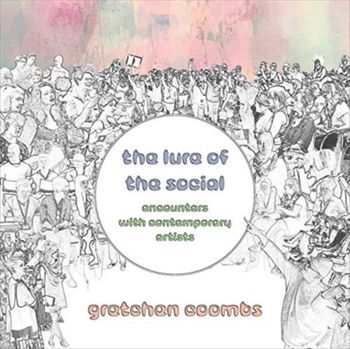 the lure of
the social
encounters
with contemporary
artists
gretchen coombs